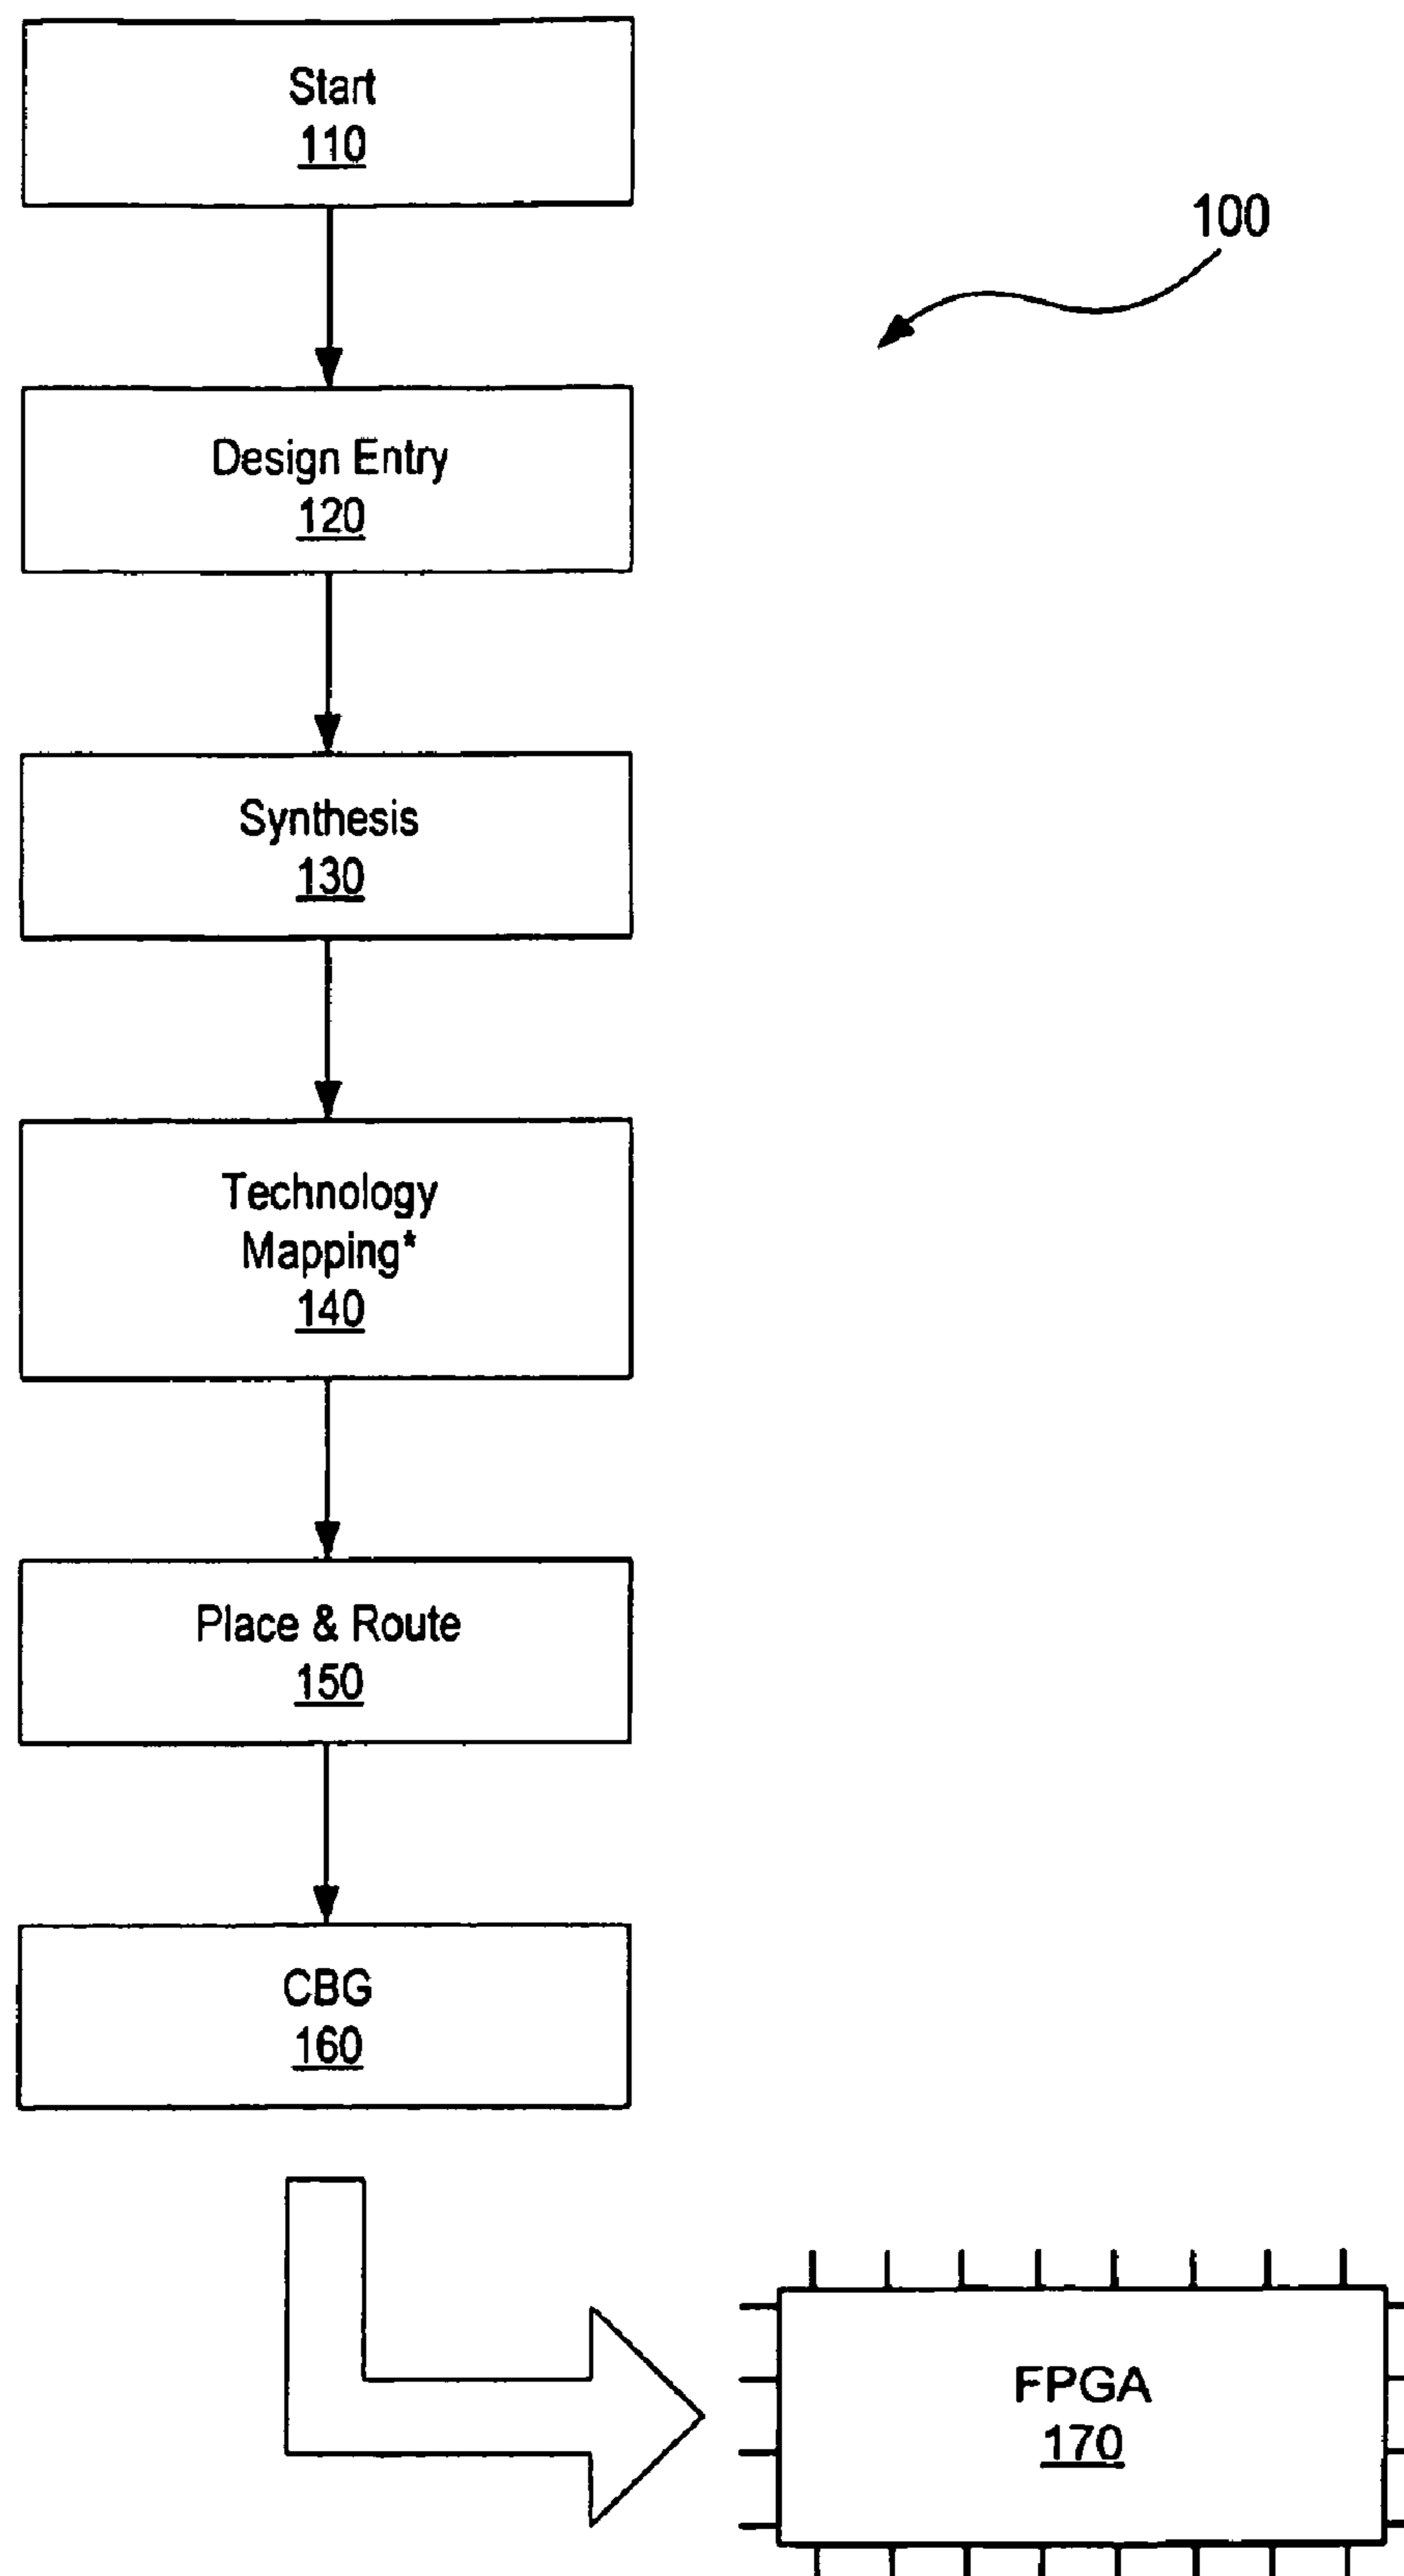 Start
110
100
Design Entry
120
Synthesis
130
Technology
Mapping*
140
Place & Route
150
CBG
160
FPGA
170